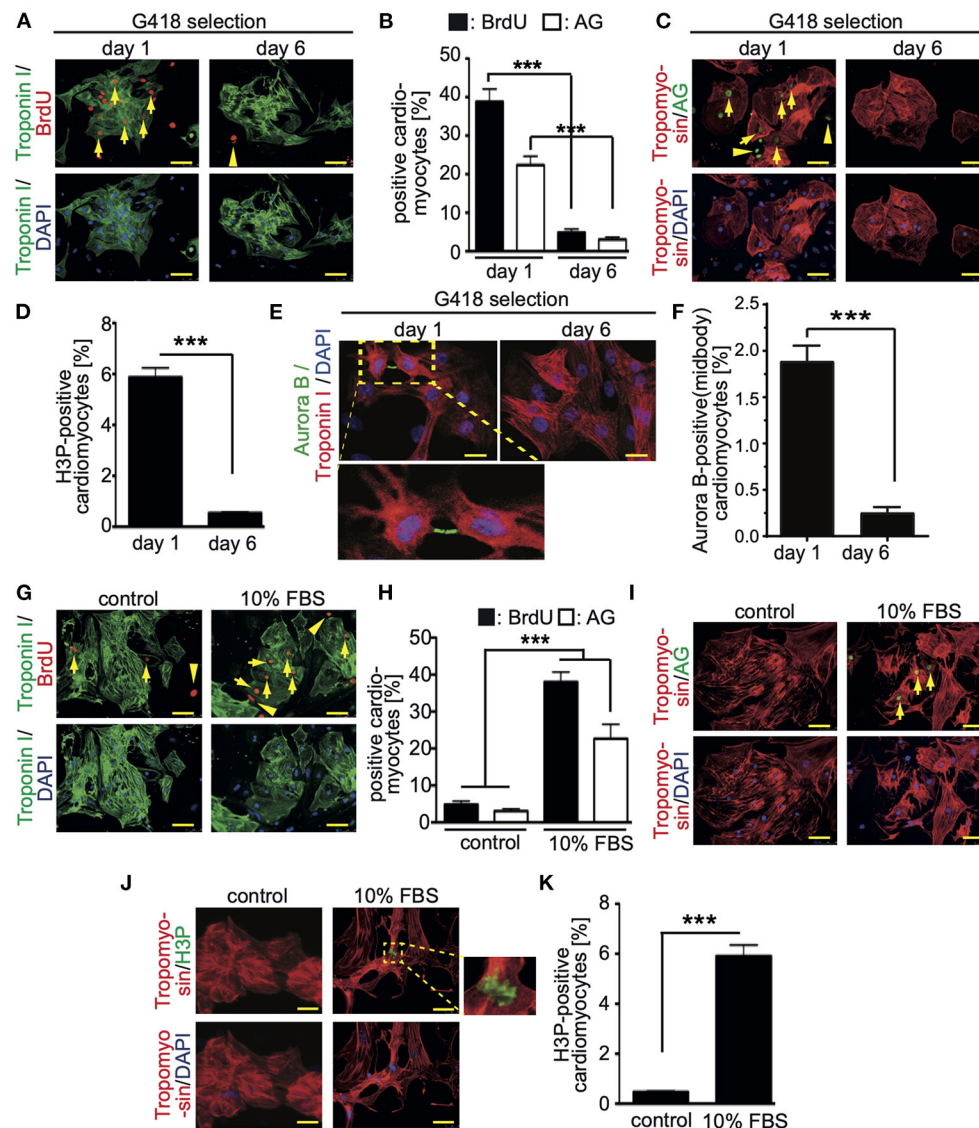 A
G418 selection
day 1
day 6
Troponin I/
BrdU
Troponin I/
DAPI
B
■: BrdU □: AG
positive cardio-
myocytes [%]
50
40
30
20
10
0
***
***
day 1
day 6
C
G418 selection
day 1
day 6
Tropomyo-
sin/AG
Tropomyo-
sin/DAPI
D
H3P-positive
cardiomyocytes [%]
8
6
4
2
0
***
day 1
day 6
E
G418 selection
day 1
day 6
Aurora B /
Troponin I /DAPI
F
Aurora B-positive(midbody)
cardiomyocytes [%]
2.5
2.0
1.5
1.0
0.5
0.0
***
day 1
day 6
G
control
10% FBS
Troponin I/
BrdU
Troponin I/
DAPI
H
■: BrdU □: AG
positive cardio-
myocytes [%]
50
40
30
20
10
0
***
control
10% FBS
I
control
10% FBS
Tropomyo-
sin/AG
Tropomyo-
sin/DAPI
J
control
10% FBS
Tropomyo-
sin/H3P
Tropomyo
-sin/DAPI
K
H3P-positive
cardiomyocytes [%]
8
6
4
2
0
***
control
10% FBS